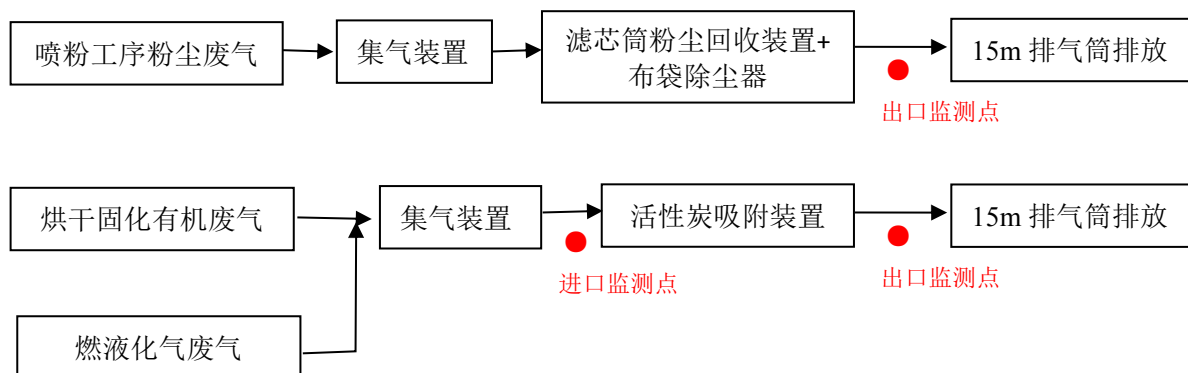 喷粉工序粉尘废气
集气装置
滤芯筒粉尘回收装置+
布袋除尘器
15m 排气筒排放
出口监测点
烘干固化有机废气
集气装置
活性炭吸附装置
15m 排气筒排放
进口监测点
出口监测点
燃液化气废气